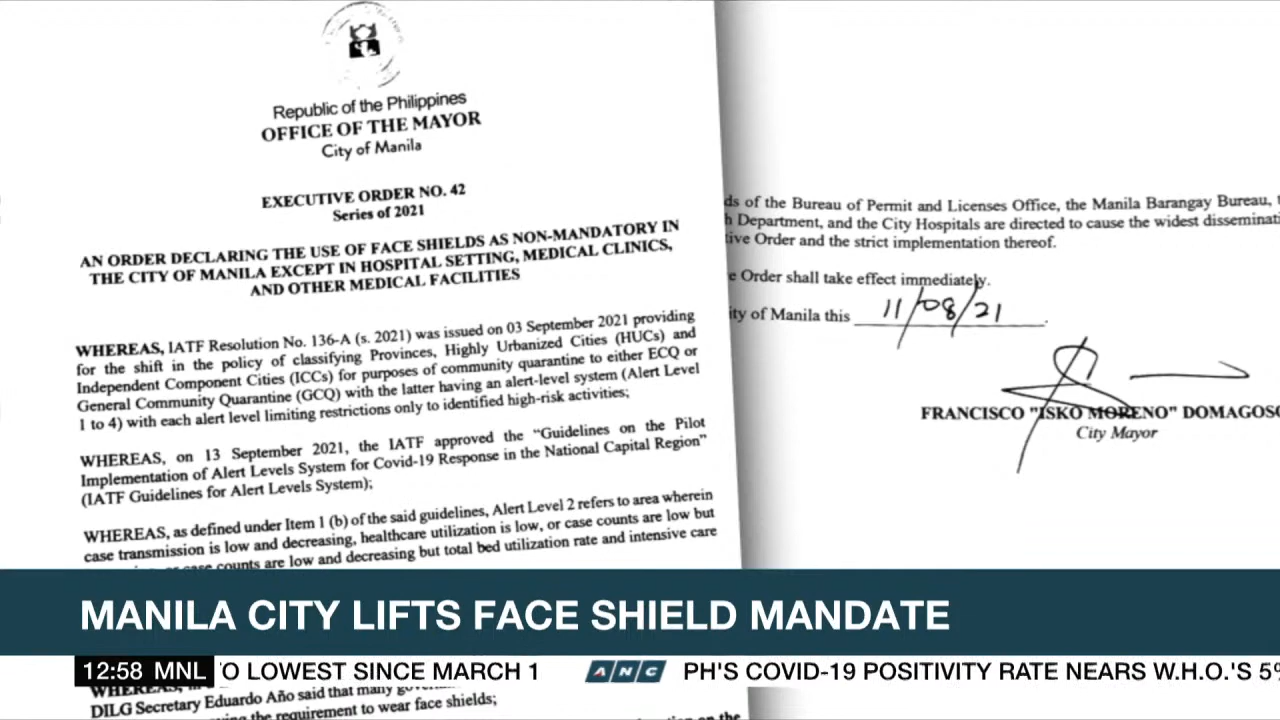 Republic of the Philippines
OFFICE OF THE MAYOR
City of Manila
EXECUTIVE ORDER NO. 42
Series of 2021
AN ORDER DECLARING THE USE OF FACE SHIELDS AS NON-MANDATORY IN
THE CITY OF MANILA EXCEPT IN HOSPITAL SETTING, MEDICAL CLINICS,
AND OTHER MEDICAL FACILITIES
WHEREAS, IATF Resolution No. 136-A (s. 2021) was issued on 03 September 2021 providing
for the shift in the policy of classifying Provinces, Highly Urbanized Cities (HUCs) and
Independent Component Cities (ICCs) for purposes of community quarantine to either ECQ or
General Community Quarantine (GCQ) with the latter having an alert-level system (Alert Level
1 to 4) with each alert level limiting restrictions only to identified high-risk activities;
WHEREAS, on 13 September 2021, the IATF approved the “Guidelines on the Pilot
Implementation of Alert Levels System for Covid-19 Response in the National Capital Region”
(IATF Guidelines for Alert Levels System);
WHEREAS, as defined under Item 1 (b) of the said guidelines, Alert Level 2 refers to area wherein
case transmission is low and decreasing, healthcare utilization is low, or case counts are low but
counts are low and decreasing but total bed utilization rate and intensive care
ds of the Bureau of Permit and Licenses Office, the Manila Barangay Bureau,
Department, and the City Hospitals are directed to cause the widest disseminati
tive Order and the strict implementation thereof.
e Order shall take effect immediately.
ity of Manila this 11/08/21
FRANCISCO "ISKO MORENO" DOMAGOSO
City Mayor
MANILA CITY LIFTS FACE SHIELD MANDATE
12:58 MNL O LOWEST SINCE MARCH 1 ANC PH'S COVID-19 POSITIVITY RATE NEARS W.H.O.'S 5%
WHEREAS,
DILG Secretary Eduardo Año said that many
the requirement to wear face shields;